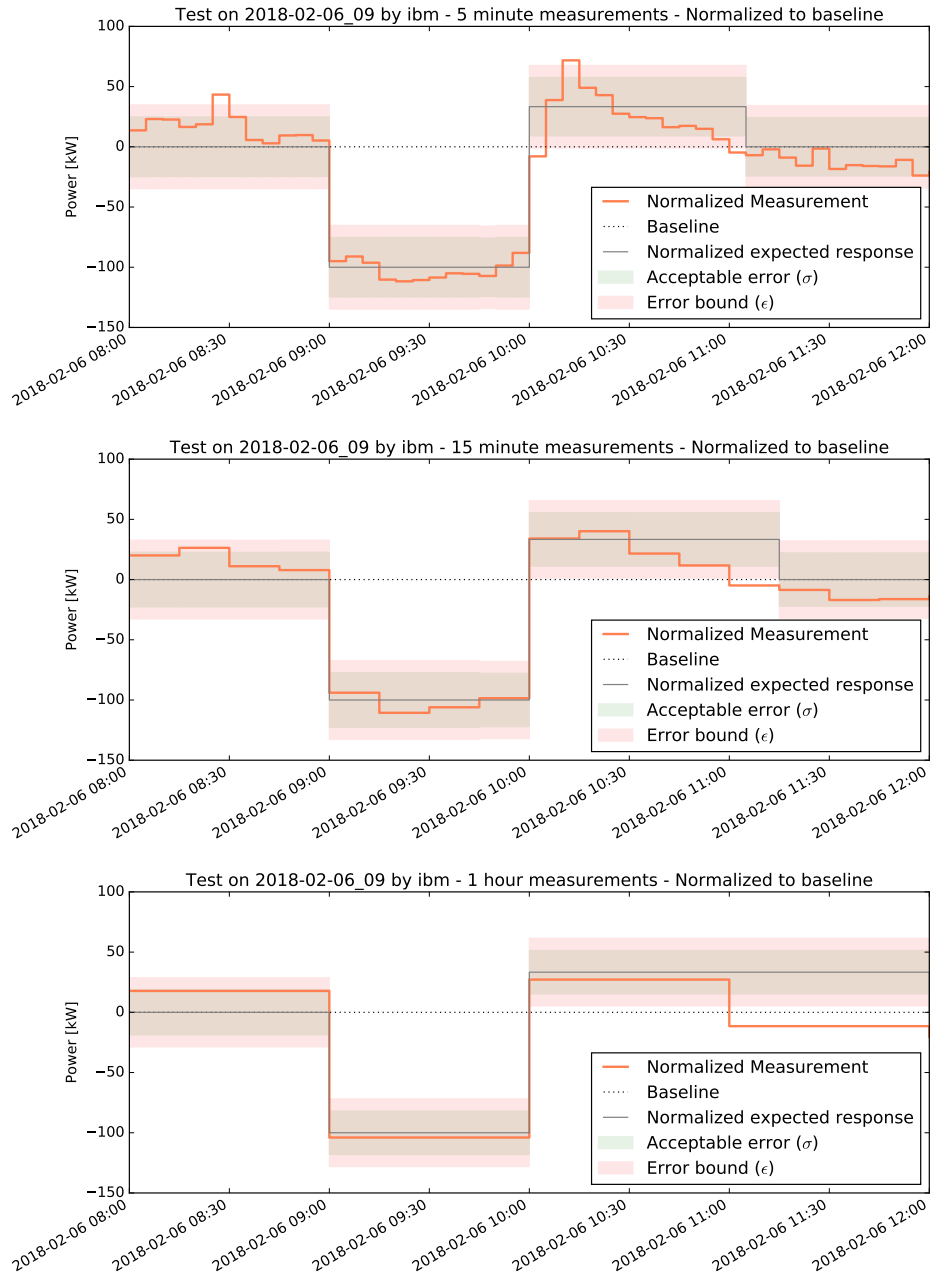 Test on 2018-02-06_09 by ibm - 5 minute measurements - Normalized to baseline
100
50
0
−50
−100
−150
Power [kW]
Normalized Measurement
Baseline
Normalized expected response
Acceptable error (σ)
Error bound (ϵ)
2018-02-06 08:00
2018-02-06 08:30
2018-02-06 09:00
2018-02-06 09:30
2018-02-06 10:00
2018-02-06 10:30
2018-02-06 11:00
2018-02-06 11:30
2018-02-06 12:00
Test on 2018-02-06_09 by ibm - 15 minute measurements - Normalized to baseline
100
50
0
−50
−100
−150
Power [kW]
Normalized Measurement
Baseline
Normalized expected response
Acceptable error (σ)
Error bound (ϵ)
2018-02-06 08:00
2018-02-06 08:30
2018-02-06 09:00
2018-02-06 09:30
2018-02-06 10:00
2018-02-06 10:30
2018-02-06 11:00
2018-02-06 11:30
2018-02-06 12:00
Test on 2018-02-06_09 by ibm - 1 hour measurements - Normalized to baseline
100
50
0
−50
−100
−150
Power [kW]
Normalized Measurement
Baseline
Normalized expected response
Acceptable error (σ)
Error bound (ϵ)
2018-02-06 08:00
2018-02-06 08:30
2018-02-06 09:00
2018-02-06 09:30
2018-02-06 10:00
2018-02-06 10:30
2018-02-06 11:00
2018-02-06 11:30
2018-02-06 12:00